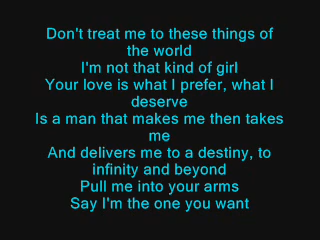 Don't treat me to these things of
the world
I'm not that kind of girl
Your love is what I prefer, what I
deserve
Is a man that makes me then takes
me
And delivers me to a destiny, to
infinity and beyond
Pull me into your arms
Say I'm the one you want